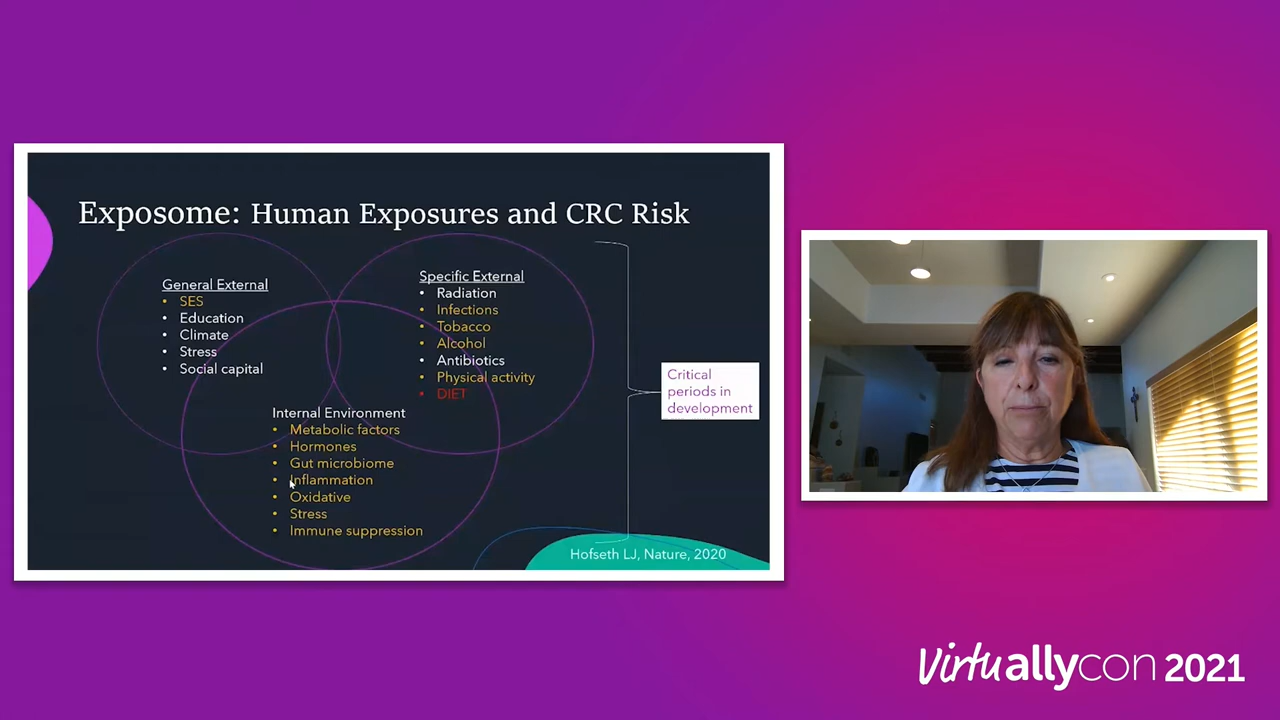 Exposome: Human Exposures and CRC Risk
General External
• SES
• Education
• Climate
• Stress
• Social capital
Specific External
• Radiation
• Infections
• Tobacco
• Alcohol
• Antibiotics
• Physical activity
• DIET
Internal Environment
• Metabolic factors
• Hormones
• Gut microbiome
• Inflammation
• Oxidative
• Stress
• Immune suppression
Critical
periods in
development
Hofseth LJ, Nature, 2020
Virtuallycon 2021